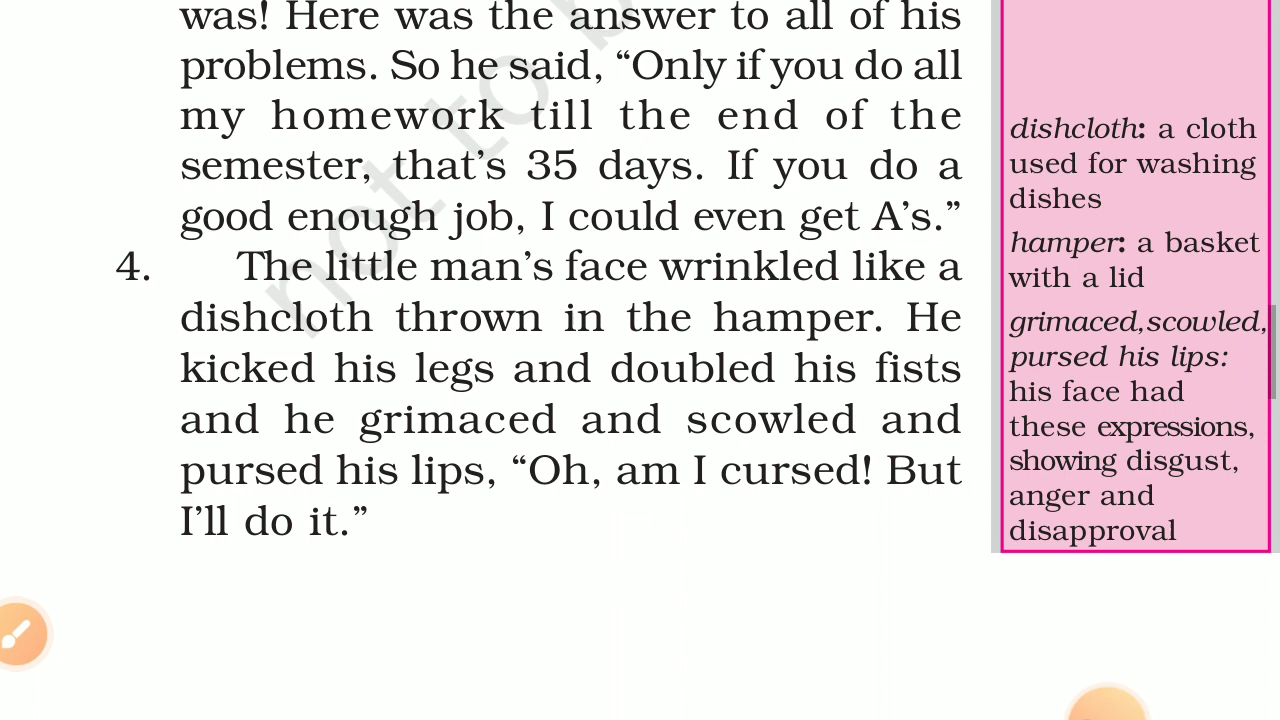 was! Here was the answer to all of his
problems. So he said, “Only if you do all
my homework till the end of the
semester, that’s 35 days. If you do a
good enough job, I could even get A’s.”
4. The little man’s face wrinkled like a
dishcloth thrown in the hamper. He
kicked his legs and doubled his fists
and he grimaced and scowled and
pursed his lips, “Oh, am I cursed! But
I’ll do it.”
dishcloth: a cloth
used for washing
dishes
hamper: a basket
with a lid
grimaced, scowled,
pursed his lips:
his face had
these expressions,
showing disgust,
anger and
disapproval
not to b